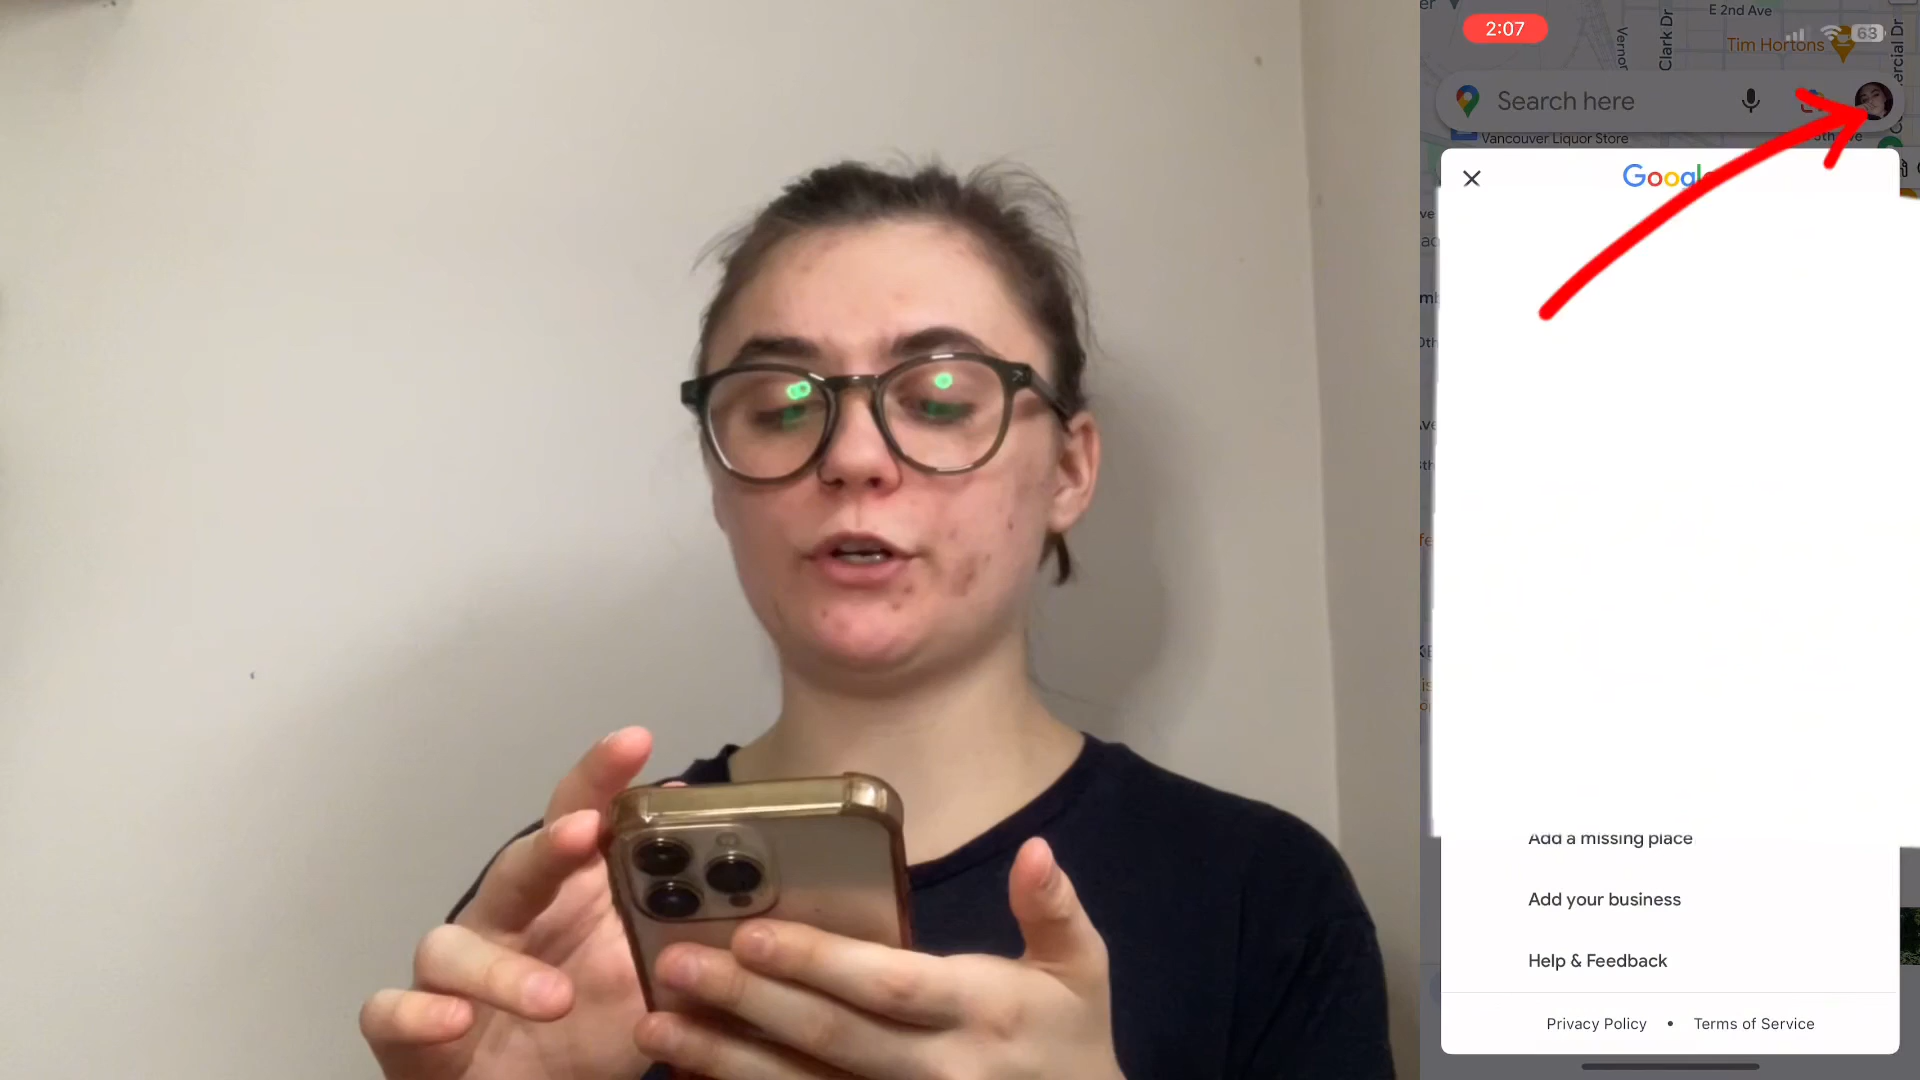 E 2nd Ave
2:07
63
Vernon
Clark Dr
Tim Hortons
Search here
Vancouver Liquor Store
Google
Add a missing place
Add your business
Help & Feedback
Privacy Policy • Terms of Service